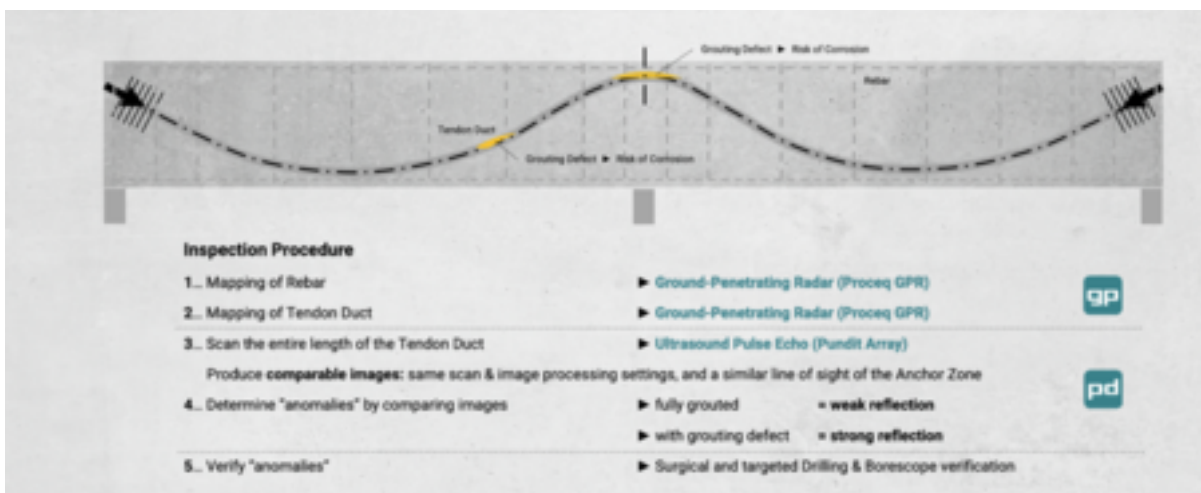 Grouting Defect ► Risk of Corrosion
Rebar
Tendon Duct
Grouting Defect ► Risk of Corrosion
Inspection Procedure
1... Mapping of Rebar ► Ground-Penetrating Radar (Proceq GPR)
gp
2... Mapping of Tendon Duct ► Ground-Penetrating Radar (Proceq GPR)
3... Scan the entire length of the Tendon Duct ► Ultrasound Pulse Echo (Pundit Array)
Produce comparable images: same scan & image processing settings, and a similar line of sight of the Anchor Zone
pd
4... Determine "anomalies" by comparing images ► fully grouted = weak reflection
► with grouting defect = strong reflection
5... Verify "anomalies" ► Surgical and targeted Drilling & Borescope verification